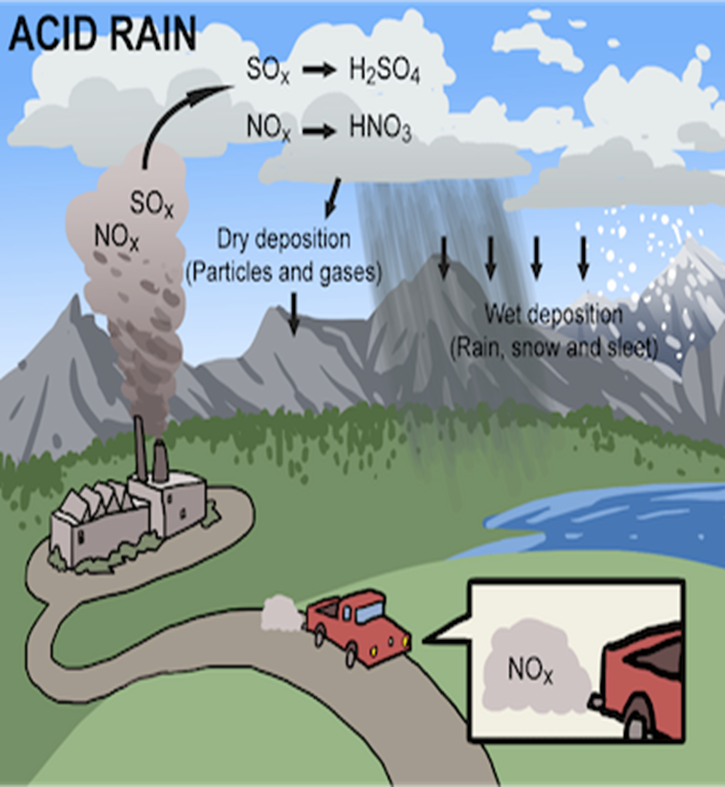 ACID RAIN
SOₓ → H₂SO₄
NOₓ → HNO₃
SOₓ
NOₓ
Dry deposition
(Particles and gases)
Wet deposition
(Rain, snow and sleet)
NOₓ